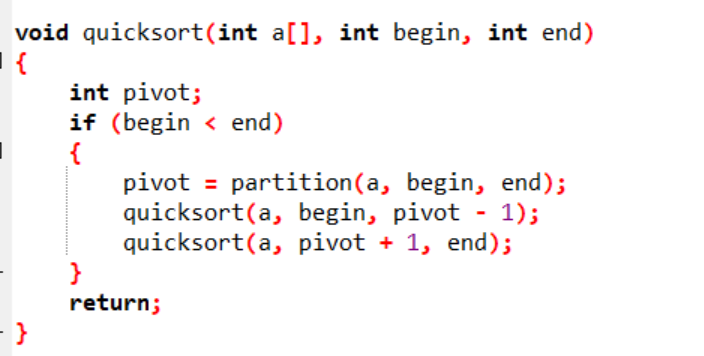 void quicksort(int a[], int begin, int end)
{
int pivot;
if (begin < end)
{
pivot = partition(a, begin, end);
quicksort(a, begin, pivot - 1);
quicksort(a, pivot + 1, end);
}
return;
}